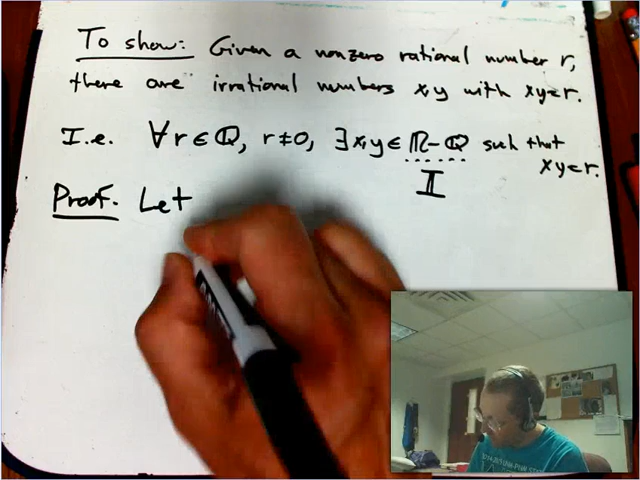 To show: Given a nonzero rational number r,
there are irrational numbers x,y with xy=r.
I.e. ∀r∈ℚ, r≠0, ∃x,y∈ℝ-ℚ such that
xy=r.
𝕀
Proof. Let